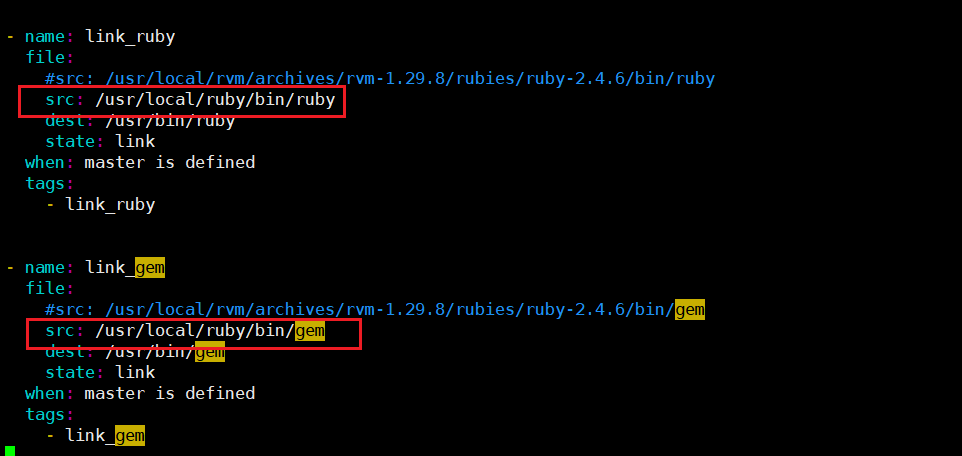 - name: link_ruby
  file:
    #src: /usr/local/rvm/archives/rvm-1.29.8/rubies/ruby-2.4.6/bin/ruby
    src: /usr/local/ruby/bin/ruby
    dest: /usr/bin/ruby
    state: link
  when: master is defined
  tags:
    - link_ruby
- name: link_gem
  file:
    #src: /usr/local/rvm/archives/rvm-1.29.8/rubies/ruby-2.4.6/bin/gem
    src: /usr/local/ruby/bin/gem
    dest: /usr/bin/gem
    state: link
  when: master is defined
  tags:
    - link_gem